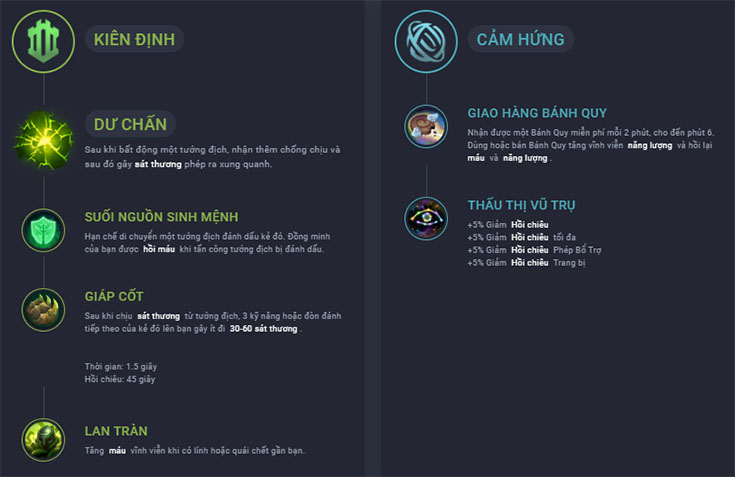 KIÊN ĐỊNH
DƯ CHẤN
Sau khi bất động một tướng địch, nhận thêm chống chịu và
sau đó gây sát thương phép ra xung quanh.
SUỐI NGUỒN SINH MỆNH
Hạn chế di chuyển một tướng địch đánh dấu kẻ đó. Đồng minh
của bạn được hồi máu khi tấn công tướng địch bị đánh dấu.
GIÁP CỐT
Sau khi chịu sát thương từ tướng địch, 3 kỹ năng hoặc đòn đánh
tiếp theo của kẻ đó lên bạn gây ít đi 30-60 sát thương .
Thời gian: 1.5 giây
Hồi chiêu: 45 giây
LAN TRÀN
Tăng máu vĩnh viễn khi có lính hoặc quái chết gần bạn.
CẢM HỨNG
GIAO HÀNG BÁNH QUY
Nhận được một Bánh Quy miễn phí mỗi 2 phút, cho đến phút 6.
Dùng hoặc bán Bánh Quy tăng vĩnh viễn năng lượng và hồi lại
máu và năng lượng .
THẤU THỊ VŨ TRỤ
+5% Giảm Hồi chiêu
+5% Giảm Hồi chiêu tối đa
+5% Giảm Hồi chiêu Phép Bổ Trợ
+5% Giảm Hồi chiêu Trang bị